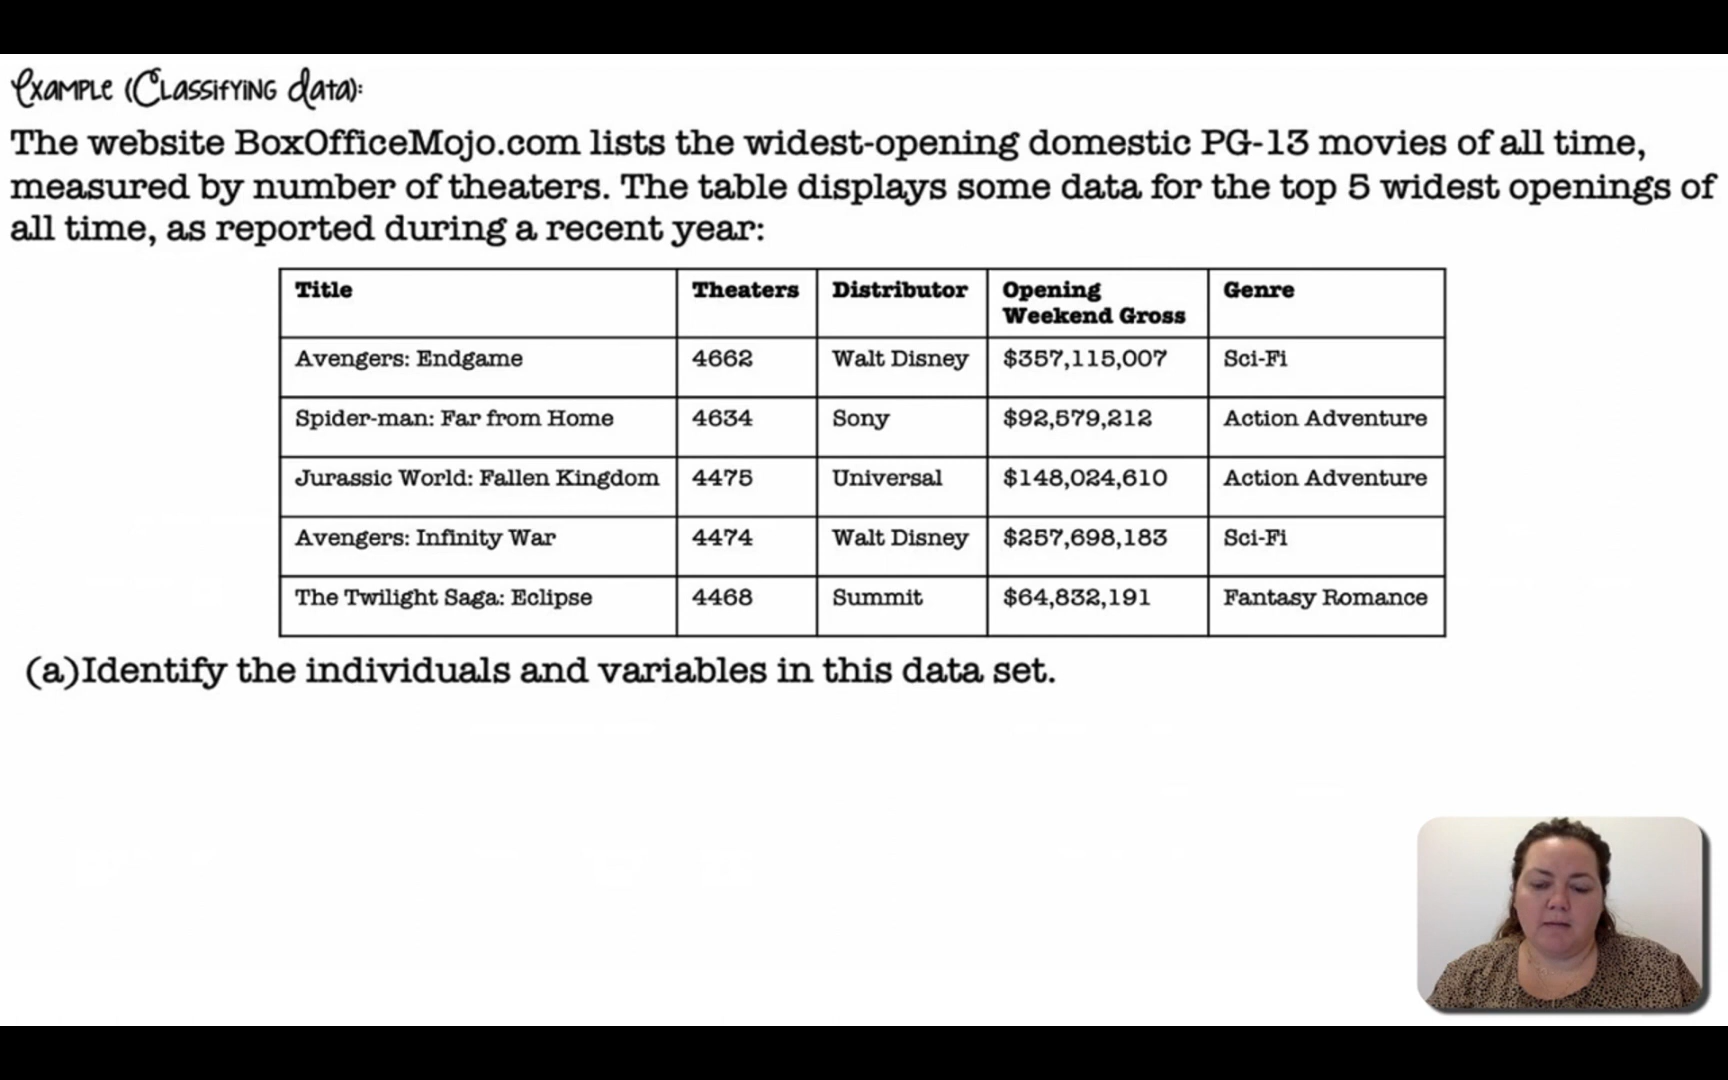 Example (Classifying data):
The website BoxOfficeMojo.com lists the widest-opening domestic PG-13 movies of all time,
measured by number of theaters. The table displays some data for the top 5 widest openings of
all time, as reported during a recent year:
Title Theaters Distributor Opening Weekend Gross Genre
Avengers: Endgame 4662 Walt Disney $357,115,007 Sci-Fi
Spider-man: Far from Home 4634 Sony $92,579,212 Action Adventure
Jurassic World: Fallen Kingdom 4475 Universal $148,024,610 Action Adventure
Avengers: Infinity War 4474 Walt Disney $257,698,183 Sci-Fi
The Twilight Saga: Eclipse 4468 Summit $64,832,191 Fantasy Romance
(a)Identify the individuals and variables in this data set.